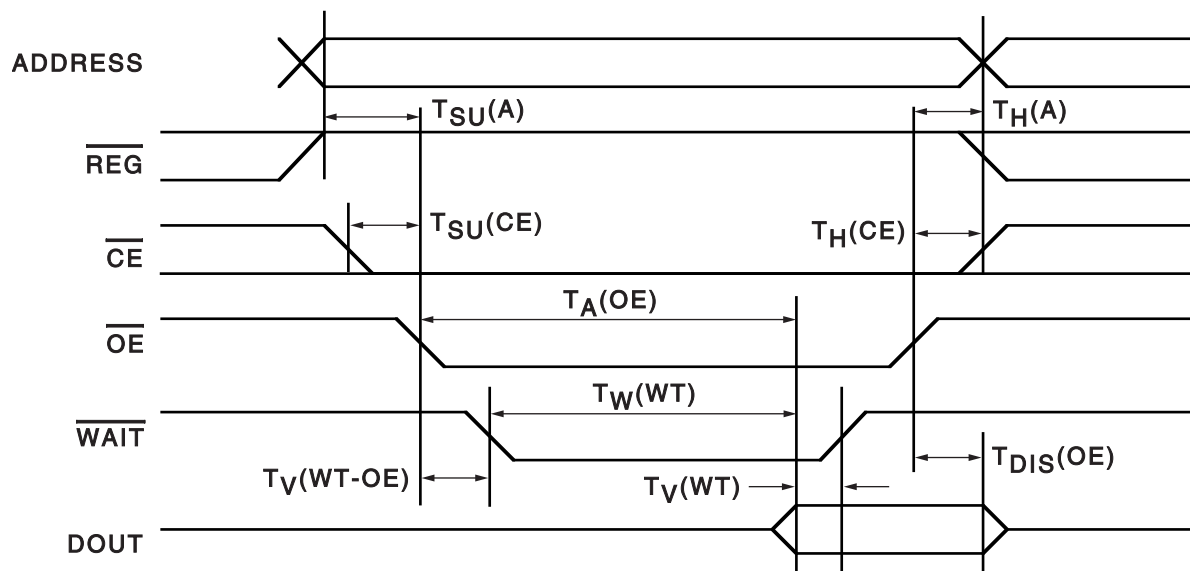 ADDRESS
TSU(A)
TH(A)
REG
TSU(CE)
TH(CE)
CE
TA(OE)
OE
TW(WT)
WAIT
TV(WT-OE)
TV(WT)
TDIS(OE)
DOUT